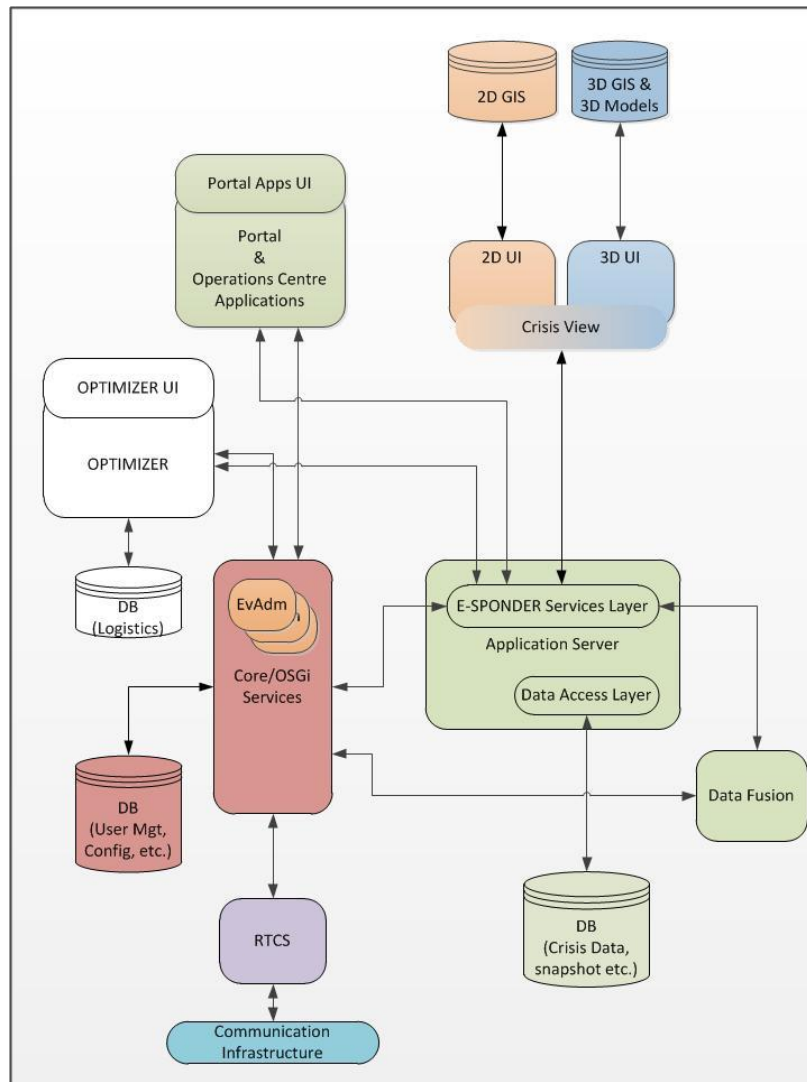 2D GIS
3D GIS &
3D Models
Portal Apps UI
Portal
&
Operations Centre
Applications
2D UI
3D UI
Crisis View
OPTIMIZER UI
OPTIMIZER
DB
(Logistics)
EvAdm
Core/OSGi
Services
E-SPONDER Services Layer
Application Server
Data Access Layer
DB
(User Mgt,
Config, etc.)
Data Fusion
RTCS
DB
(Crisis Data,
snapshot etc.)
Communication
Infrastructure